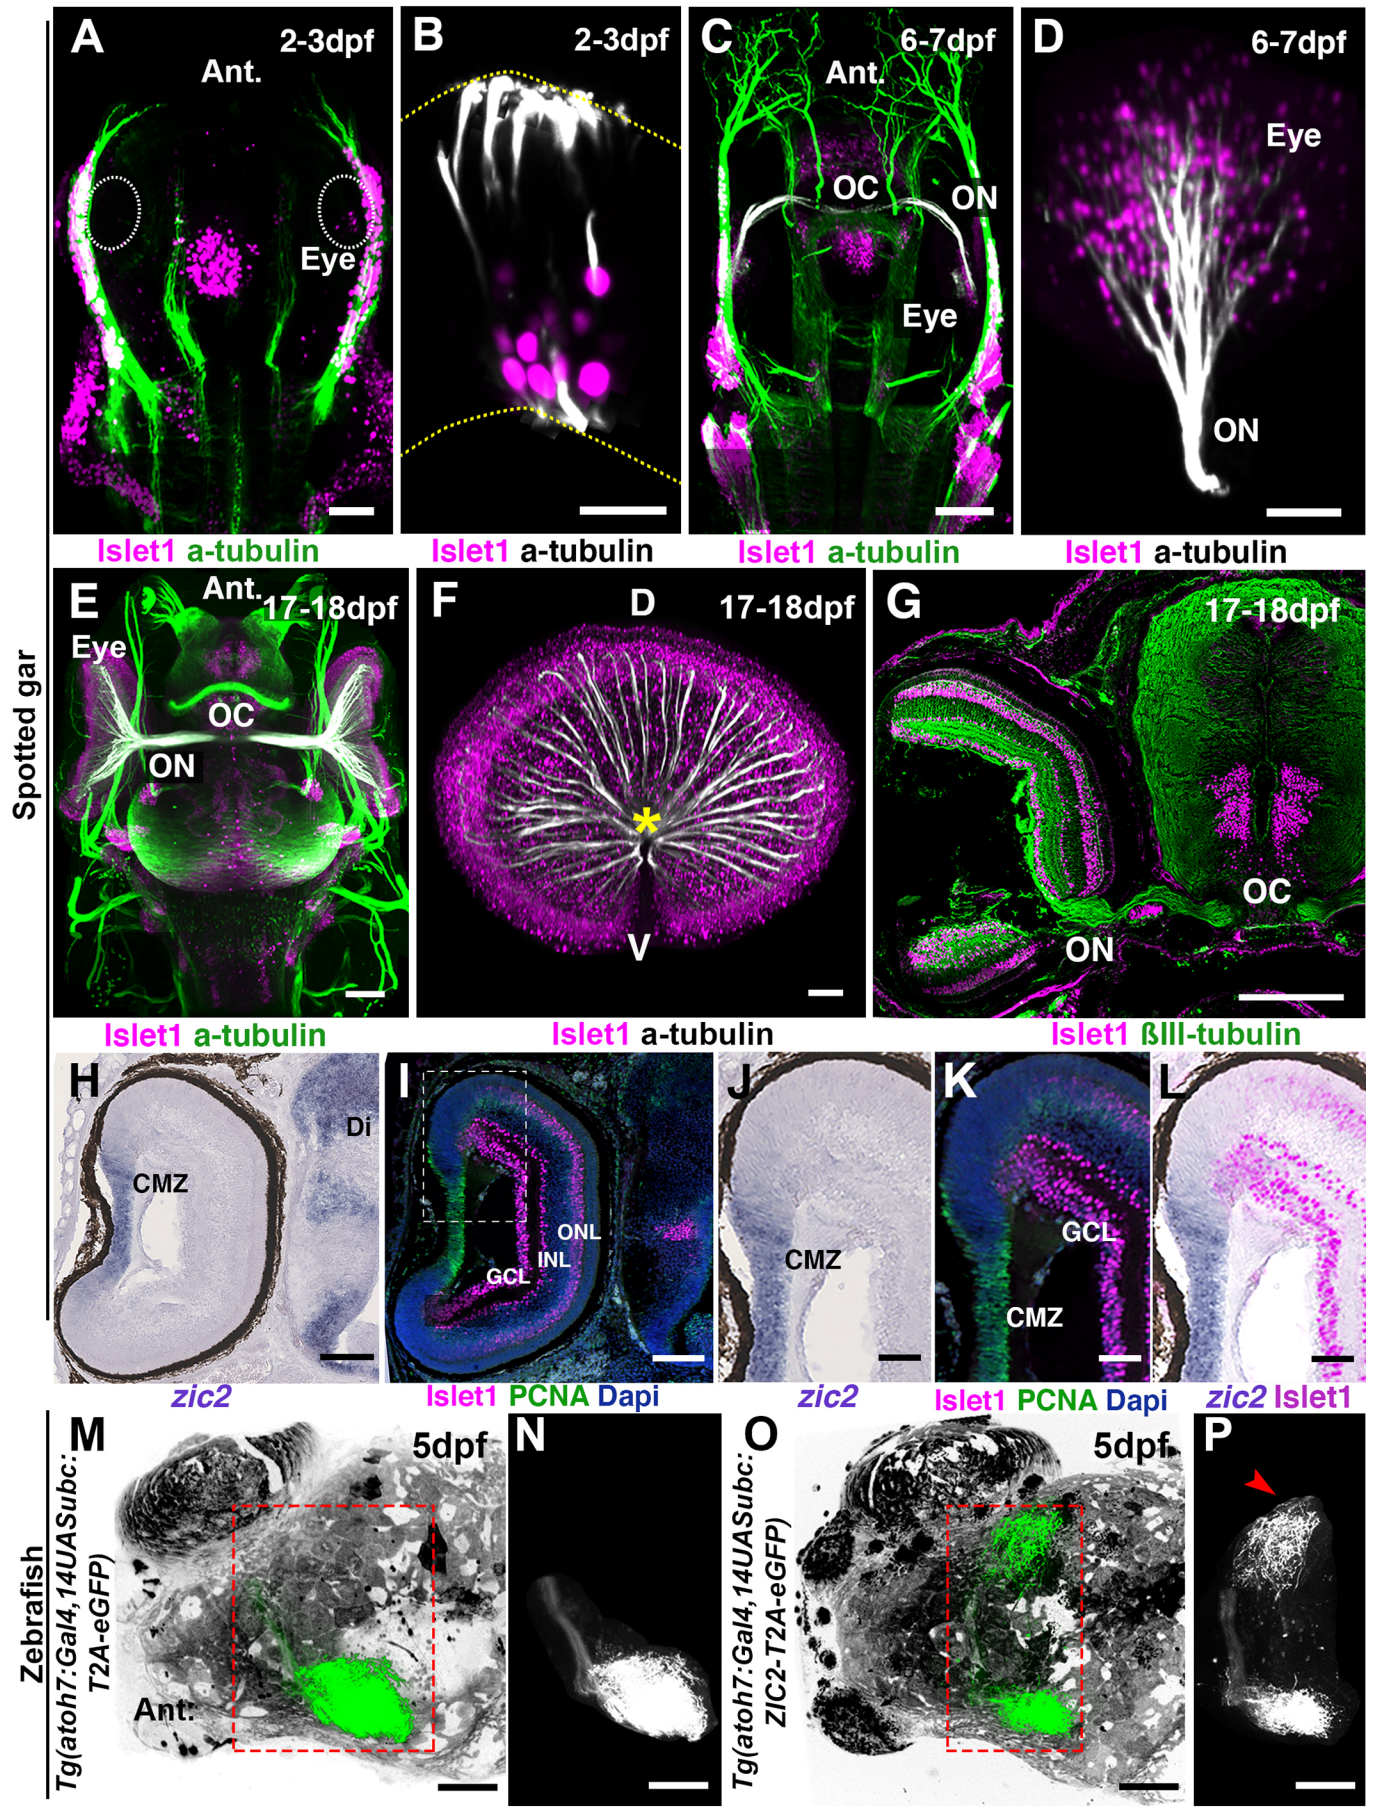 A
2-3dpf
Ant.
Eye
B
2-3dpf
C
6-7dpf
Ant.
OC
ON
Eye
D
6-7dpf
Eye
ON
Islet1 a-tubulin
Islet1 a-tubulin
Islet1 a-tubulin
Islet1 a-tubulin
Spotted gar
E
Ant.
17-18dpf
Eye
OC
ON
F
D
17-18dpf
*
V
G
17-18dpf
OC
ON
Islet1 a-tubulin
Islet1 a-tubulin
Islet1 ßIII-tubulin
H
Di
CMZ
I
ONL
INL
GCL
J
CMZ
K
GCL
CMZ
L
zic2
Islet1 PCNA Dapi
zic2
Islet1 PCNA Dapi
zic2 Islet1
Zebrafish
Tg(atoh7:Gal4,14UASubc:
T2A-eGFP)
M
5dpf
Ant.
N
Tg(atoh7:Gal4,14UASubc:
ZIC2-T2A-eGFP)
O
5dpf
P